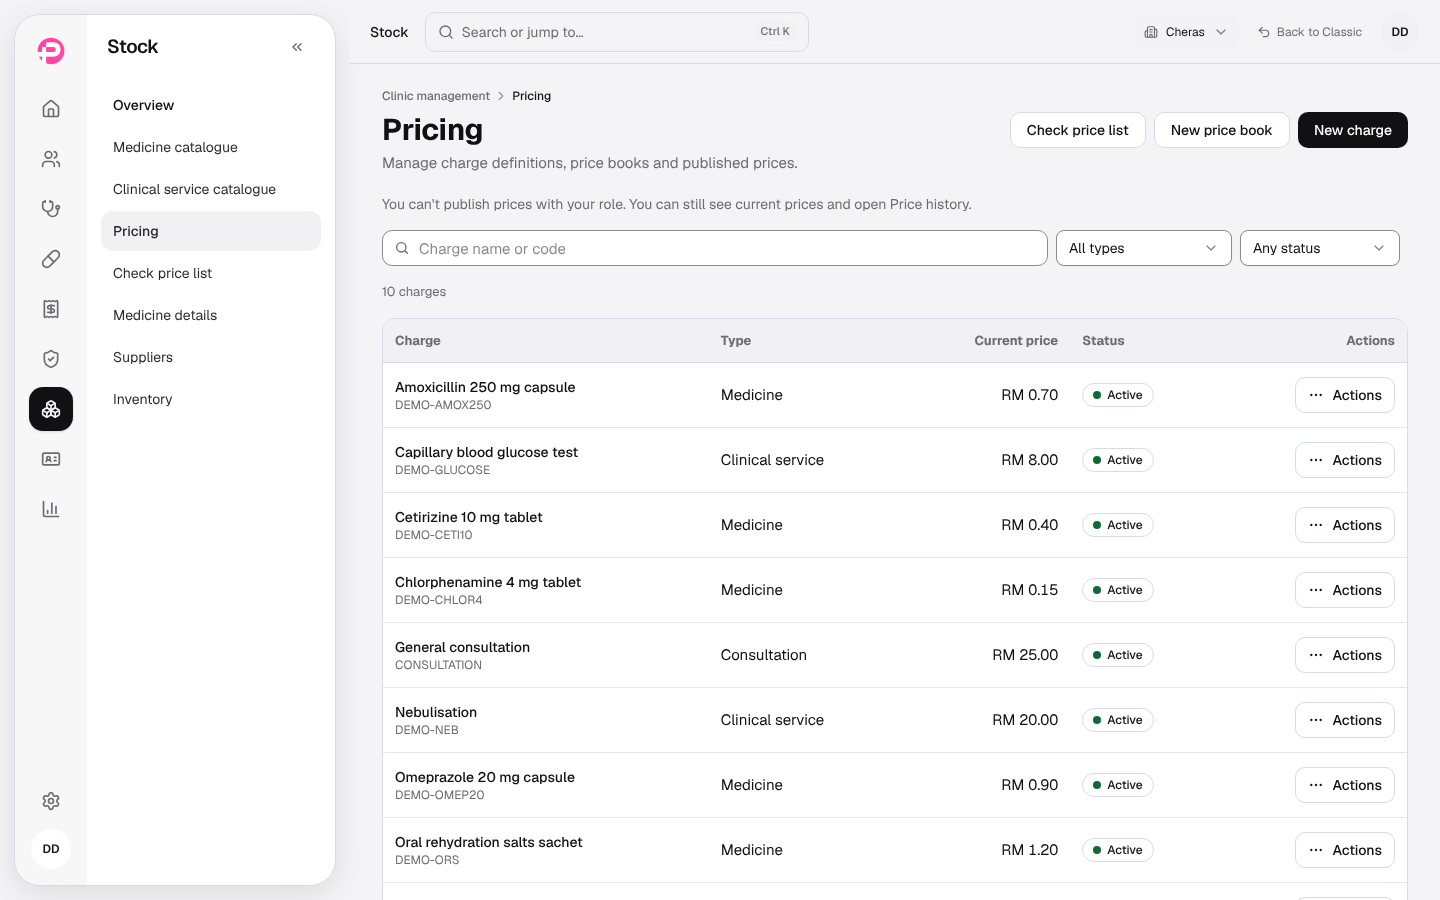 Stock
Overview
Medicine catalogue
Clinical service catalogue
Pricing
Check price list
Medicine details
Suppliers
Inventory
DD
Stock
Search or jump to...
Ctrl K
Cheras
Back to Classic
DD
Clinic management > Pricing
Pricing
Manage charge definitions, price books and published prices.
Check price list
New price book
New charge
You can't publish prices with your role. You can still see current prices and open Price history.
Charge name or code
All types
Any status
10 charges
Charge Type Current price Status Actions
Amoxicillin 250 mg capsule
DEMO-AMOX250
Medicine RM 0.70 Active ··· Actions
Capillary blood glucose test
DEMO-GLUCOSE
Clinical service RM 8.00 Active ··· Actions
Cetirizine 10 mg tablet
DEMO-CETI10
Medicine RM 0.40 Active ··· Actions
Chlorphenamine 4 mg tablet
DEMO-CHLOR4
Medicine RM 0.15 Active ··· Actions
General consultation
CONSULTATION
Consultation RM 25.00 Active ··· Actions
Nebulisation
DEMO-NEB
Clinical service RM 20.00 Active ··· Actions
Omeprazole 20 mg capsule
DEMO-OMEP20
Medicine RM 0.90 Active ··· Actions
Oral rehydration salts sachet
DEMO-ORS
Medicine RM 1.20 Active ··· Actions